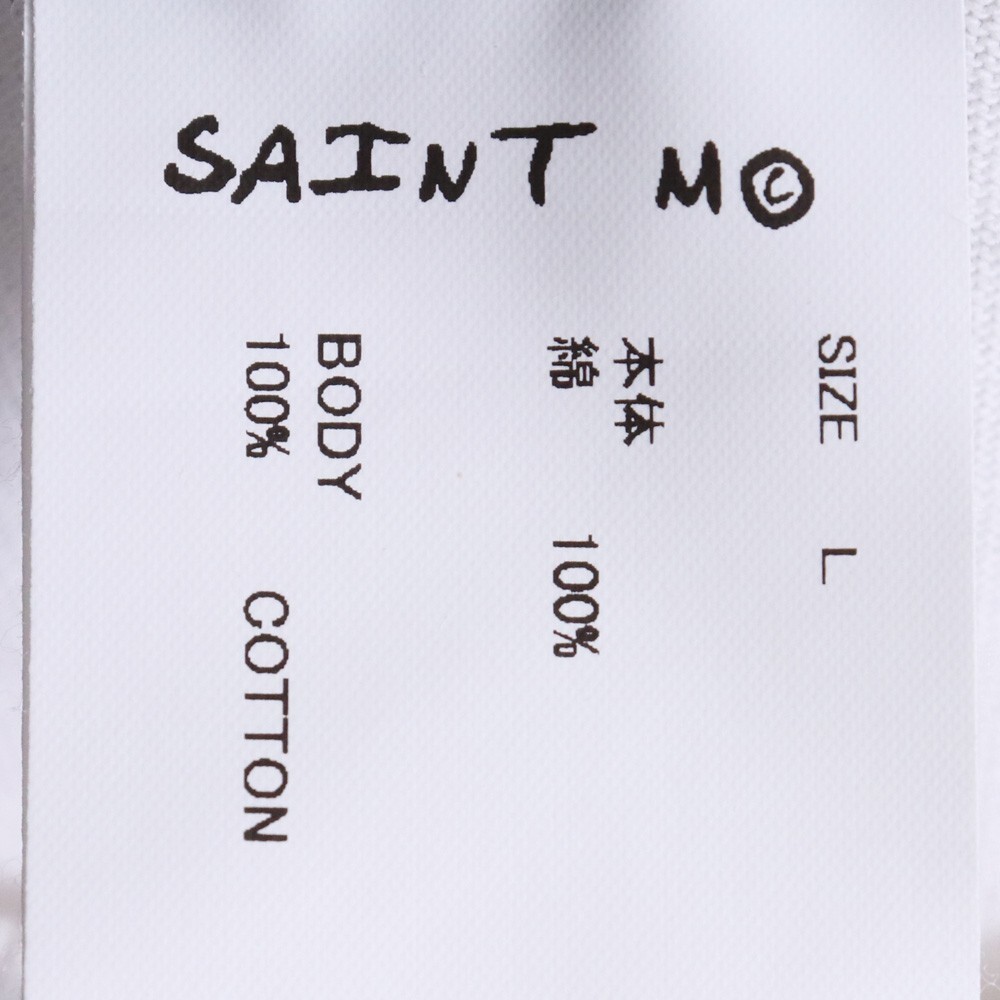 SAINT M©
SIZE L
本体
綿 100%
BODY
100% COTTON